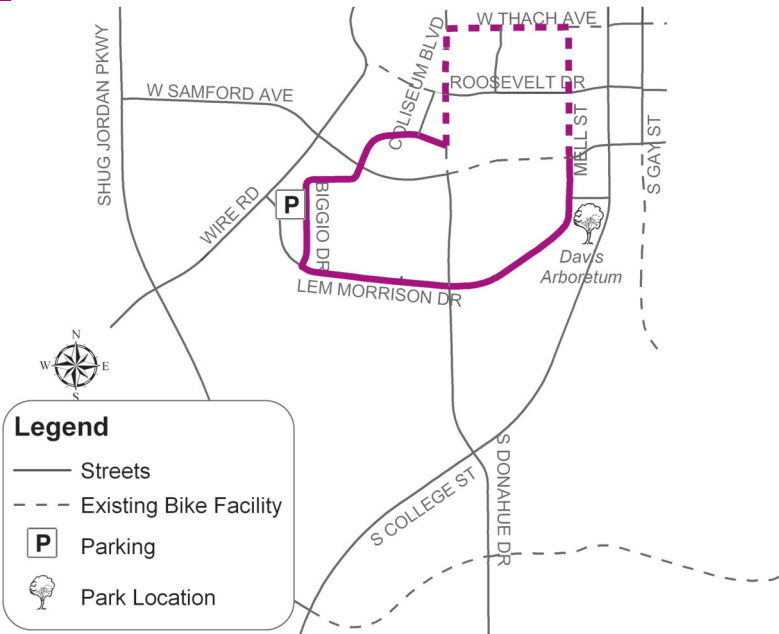 W THACH AVE
COLISEUM BLVD
SHUG JORDAN PKWY
ROOSEVELT DR
W SAMFORD AVE
MELL ST
S GAY ST
WIRE RD
P
BIGGIO DR
Davis
Arboretum
LEM MORRISON DR
N
W
E
S
Legend
Streets
Existing Bike Facility
P
Parking
Park Location
S COLLEGE ST
S DONAHUE DR